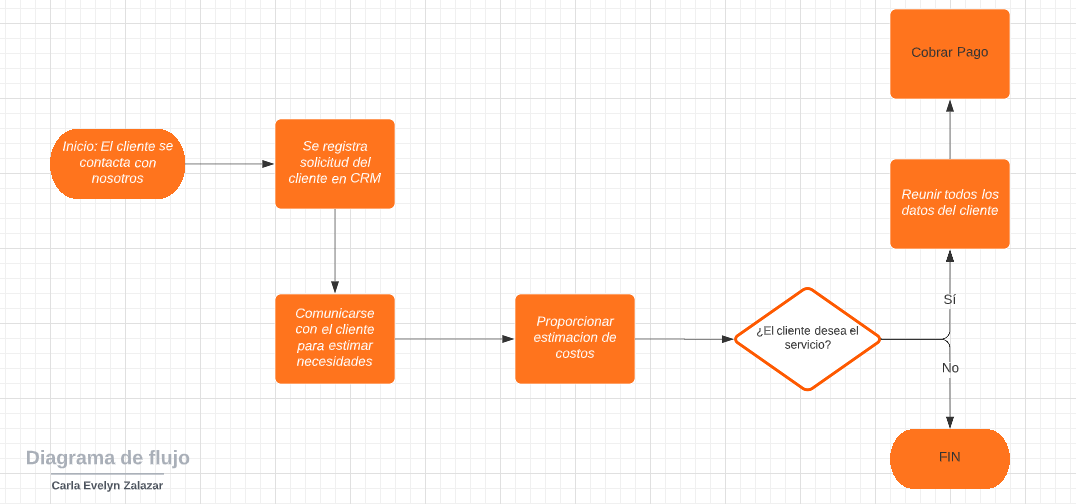 Inicio: El cliente se
contacta con
nosotros
Se registra
solicitud del
cliente en CRM
Comunicarse
con el cliente
para estimar
necesidades
Proporcionar
estimacion de
costos
¿El cliente desea el
servicio?
Sí
Reunir todos los
datos del cliente
Cobrar Pago
No
FIN
Diagrama de flujo
Carla Evelyn Zalazar